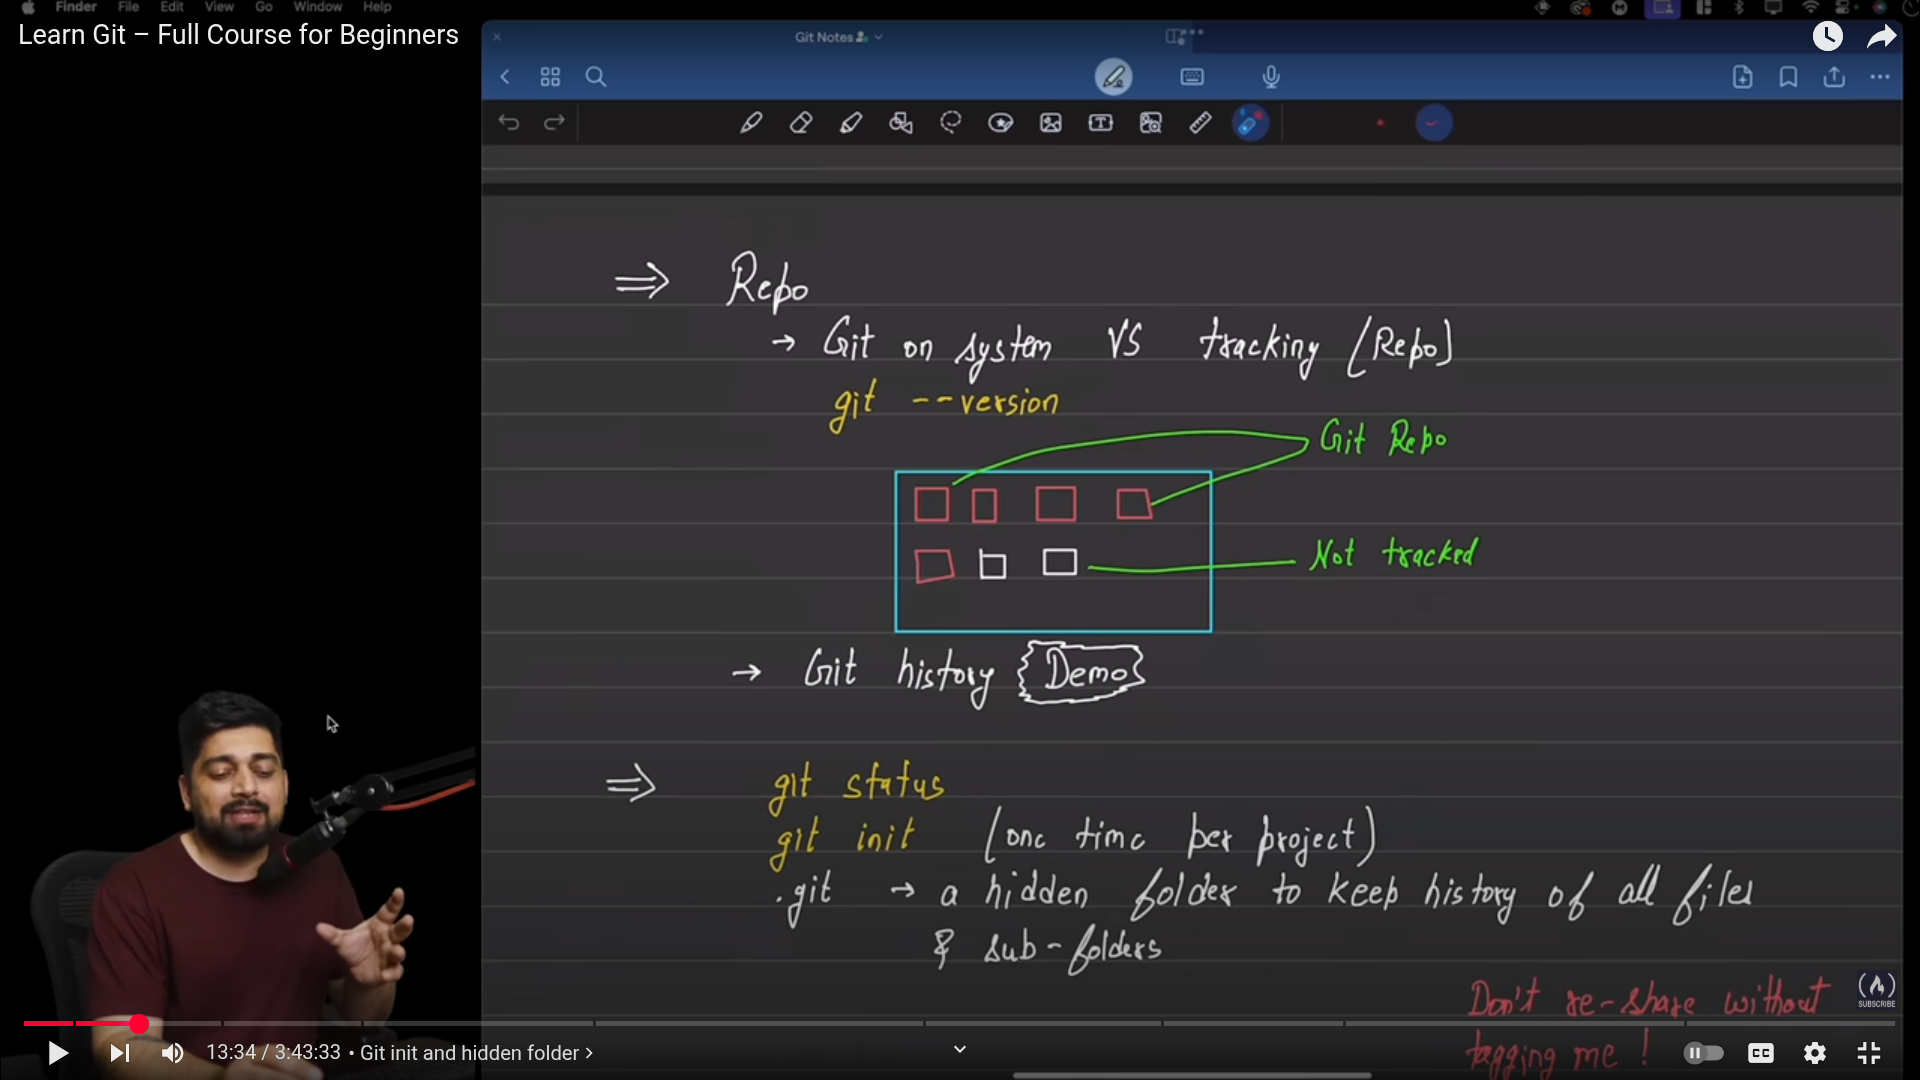 Finder File Edit View Go Window Help
Learn Git – Full Course for Beginners
Git Notes
⇒ Repo
→ Git on system VS tracking (Repo)
git --version
Git Repo
Not tracked
→ Git history {Demo}
⇒ git status
git init (one time per project)
.git → a hidden folder to keep history of all files
& sub-folders
Don't re-share without
tagging me !
SUBSCRIBE
13:34 / 3:43:33 • Git init and hidden folder >
CC